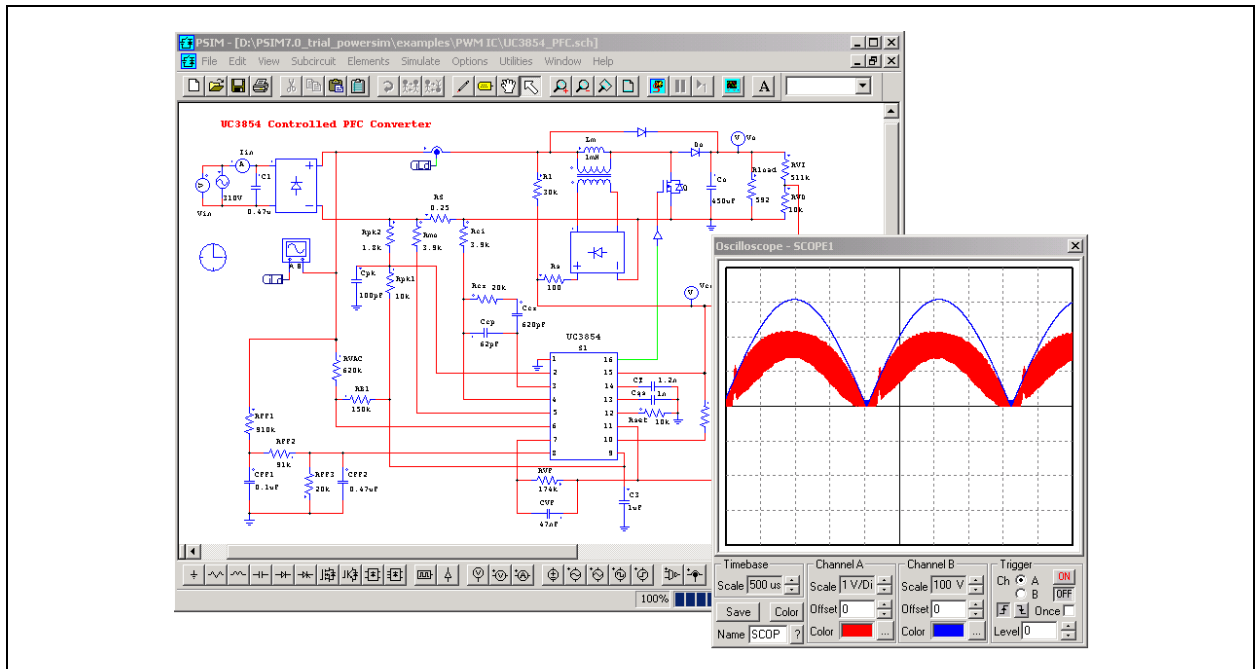 PSIM - [D:\PSIM7.0_trial_powersim\examples\PWM IC\UC3854_PFC.sch]
File Edit View Subcircuit Elements Simulate Options Utilities Window Help
UC3854 Controlled PFC Converter
Iin
A
C1
V
110V
0.47u
Vin
A B
Lm
1mH
R1
20k
Do
V
Vo
Q
Co
450uF
Rload
592
RVI
511k
RVD
10k
RS
0.25
Rpk2
1.8k
Rmo
3.9k
Rci
3.9k
Cpk
100pF
Rpk1
10k
Rcz 20k
Ccz
620pF
Ccp
62pF
Ra
100
V
UC3854
S1
1
2
3
4
5
6
7
8
16
15
14
13
12
11
10
9
1.2n
1n
Rset
10k
RVAC
620k
RB1
150k
RFF1
910k
RFF2
91k
CFF1
0.1uF
RFF3
20k
CFF2
0.47uF
RVF
174k
CVF
47nF
C3
1uF
100%
Oscilloscope - SCOPE1
Timebase
Scale 500 us
Save Color
Name SCOP ?
Channel A
Scale 1 V/Di
Offset 0
Color ...
Channel B
Scale 100 V
Offset 0
Color ...
Trigger
Ch A ON
B OFF
Once
Level 0